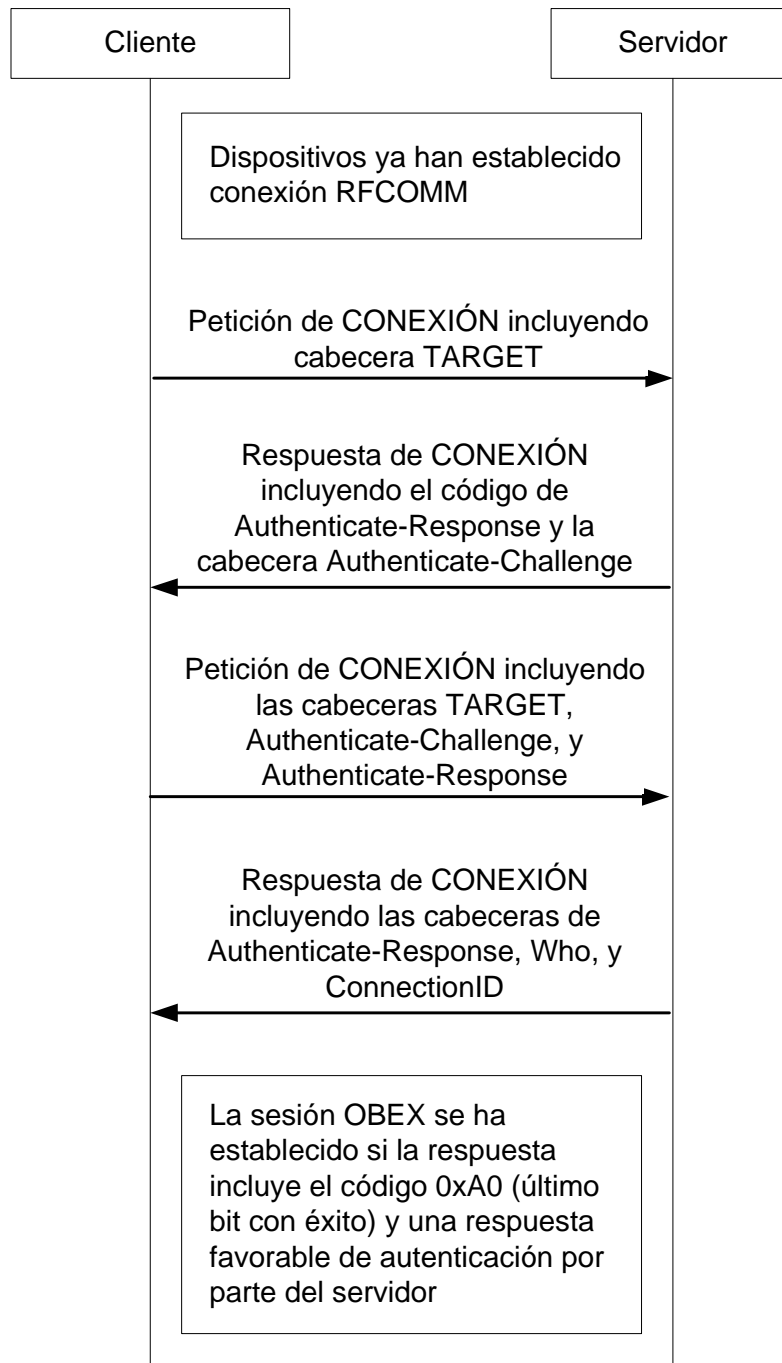 Cliente
Servidor
Dispositivos ya han establecido
conexión RFCOMM
Petición de CONEXIÓN incluyendo
cabecera TARGET
Respuesta de CONEXIÓN
incluyendo el código de
Authenticate-Response y la
cabecera Authenticate-Challenge
Petición de CONEXIÓN incluyendo
las cabeceras TARGET,
Authenticate-Challenge, y
Authenticate-Response
Respuesta de CONEXIÓN
incluyendo las cabeceras de
Authenticate-Response, Who, y
ConnectionID
La sesión OBEX se ha
establecido si la respuesta
incluye el código 0xA0 (último
bit con éxito) y una respuesta
favorable de autenticación por
parte del servidor